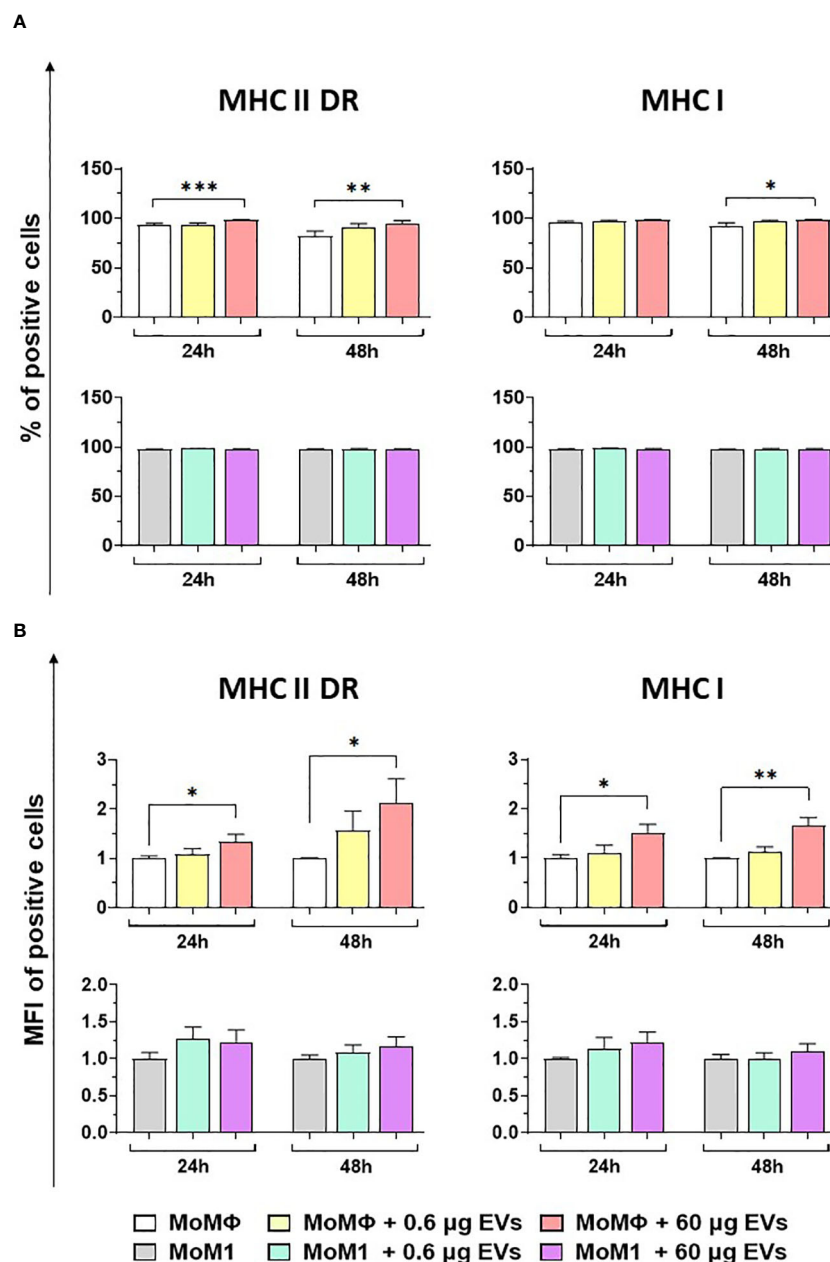 A
MHC II DR
MHC I
% of positive cells
150
100
50
0
***
**
24h
48h
150
100
50
0
*
24h
48h
150
100
50
0
24h
48h
150
100
50
0
24h
48h
B
MHC II DR
MHC I
MFI of positive cells
3
2
1
0
*
*
24h
48h
3
2
1
0
*
**
24h
48h
2.0
1.5
1.0
0.5
0.0
24h
48h
2.0
1.5
1.0
0.5
0.0
24h
48h
MoMΦ MoMΦ + 0.6 µg EVs MoMΦ + 60 µg EVs
MoM1 MoM1 + 0.6 µg EVs MoM1 + 60 µg EVs